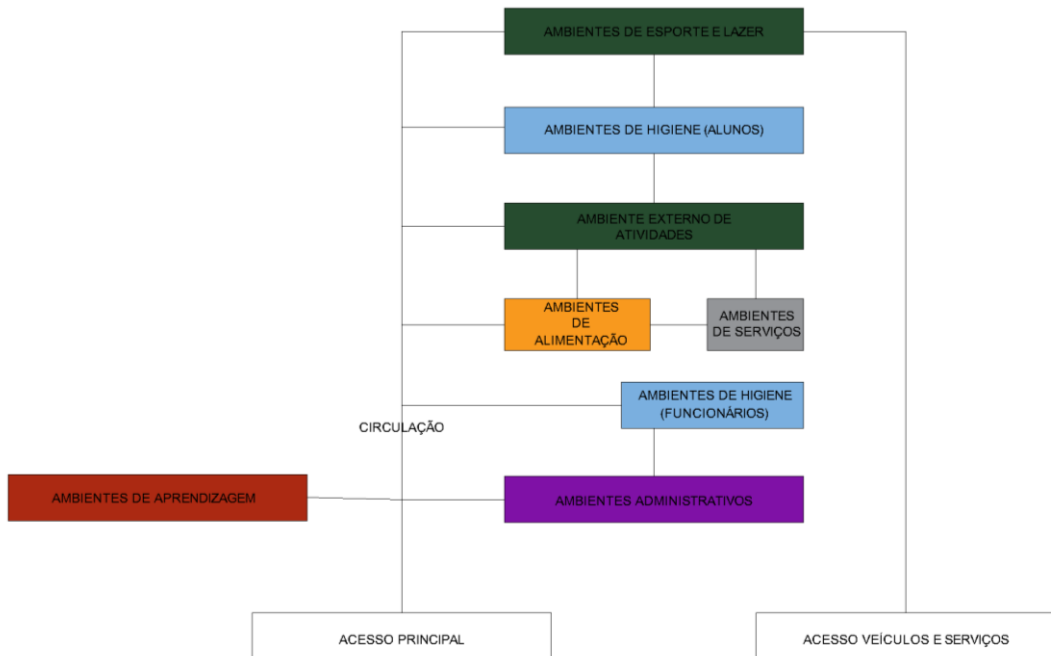 AMBIENTES DE ESPORTE E LAZER
AMBIENTES DE HIGIENE (ALUNOS)
AMBIENTE EXTERNO DE
ATIVIDADES
AMBIENTES
DE
ALIMENTAÇÃO
AMBIENTES
DE SERVIÇOS
AMBIENTES DE HIGIENE
(FUNCIONÁRIOS)
CIRCULAÇÃO
AMBIENTES DE APRENDIZAGEM
AMBIENTES ADMINISTRATIVOS
ACESSO PRINCIPAL
ACESSO VEÍCULOS E SERVIÇOS